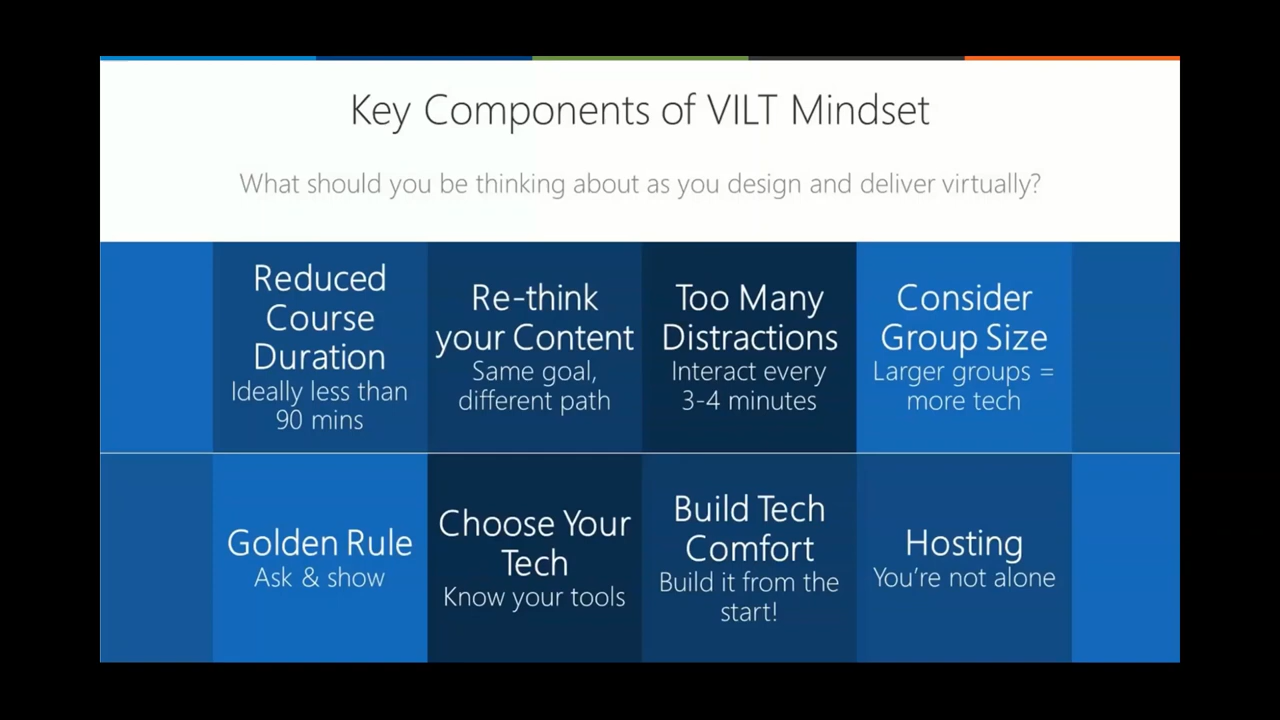 Key Components of VILT Mindset
What should you be thinking about as you design and deliver virtually?
Reduced
Course
Duration
Ideally less than
90 mins
Re-think
your Content
Same goal,
different path
Too Many
Distractions
Interact every
3-4 minutes
Consider
Group Size
Larger groups =
more tech
Golden Rule
Ask & show
Choose Your
Tech
Know your tools
Build Tech
Comfort
Build it from the
start!
Hosting
You're not alone